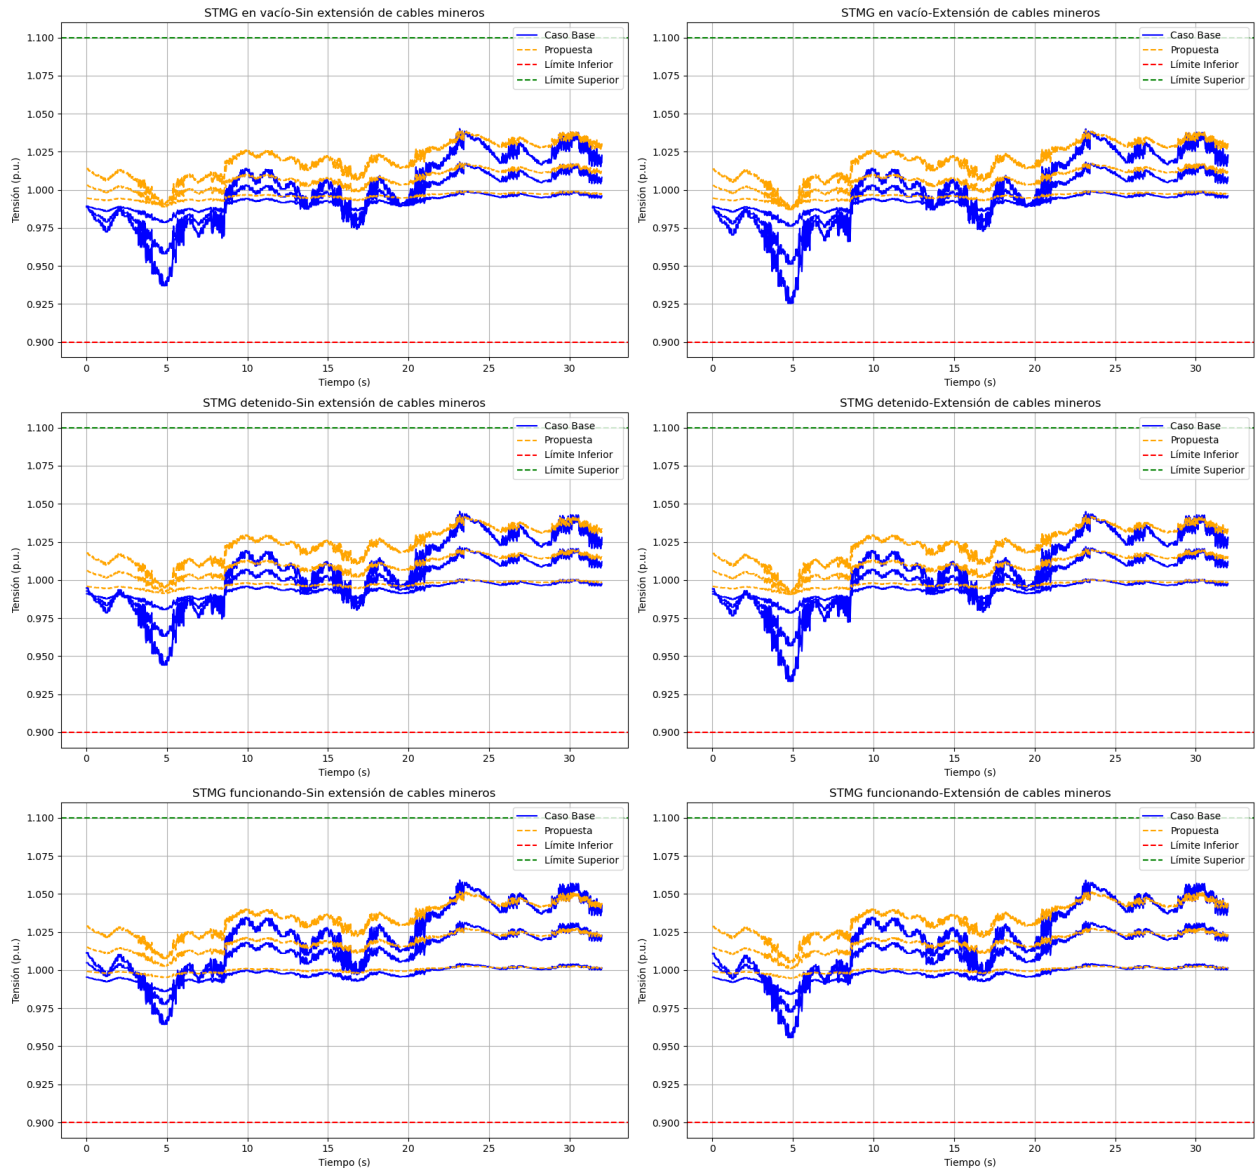 STMG en vacío-Sin extensión de cables mineros
Caso Base
Propuesta
Límite Inferior
Límite Superior
1.100
1.075
1.050
1.025
1.000
0.975
0.950
0.925
0.900
Tensión (p.u.)
0 5 10 15 20 25 30
Tiempo (s)
STMG en vacío-Extensión de cables mineros
Caso Base
Propuesta
Límite Inferior
Límite Superior
1.100
1.075
1.050
1.025
1.000
0.975
0.950
0.925
0.900
Tensión (p.u.)
0 5 10 15 20 25 30
Tiempo (s)
STMG detenido-Sin extensión de cables mineros
Caso Base
Propuesta
Límite Inferior
Límite Superior
1.100
1.075
1.050
1.025
1.000
0.975
0.950
0.925
0.900
Tensión (p.u.)
0 5 10 15 20 25 30
Tiempo (s)
STMG detenido-Extensión de cables mineros
Caso Base
Propuesta
Límite Inferior
Límite Superior
1.100
1.075
1.050
1.025
1.000
0.975
0.950
0.925
0.900
Tensión (p.u.)
0 5 10 15 20 25 30
Tiempo (s)
STMG funcionando-Sin extensión de cables mineros
Caso Base
Propuesta
Límite Inferior
Límite Superior
1.100
1.075
1.050
1.025
1.000
0.975
0.950
0.925
0.900
Tensión (p.u.)
0 5 10 15 20 25 30
Tiempo (s)
STMG funcionando-Extensión de cables mineros
Caso Base
Propuesta
Límite Inferior
Límite Superior
1.100
1.075
1.050
1.025
1.000
0.975
0.950
0.925
0.900
Tensión (p.u.)
0 5 10 15 20 25 30
Tiempo (s)